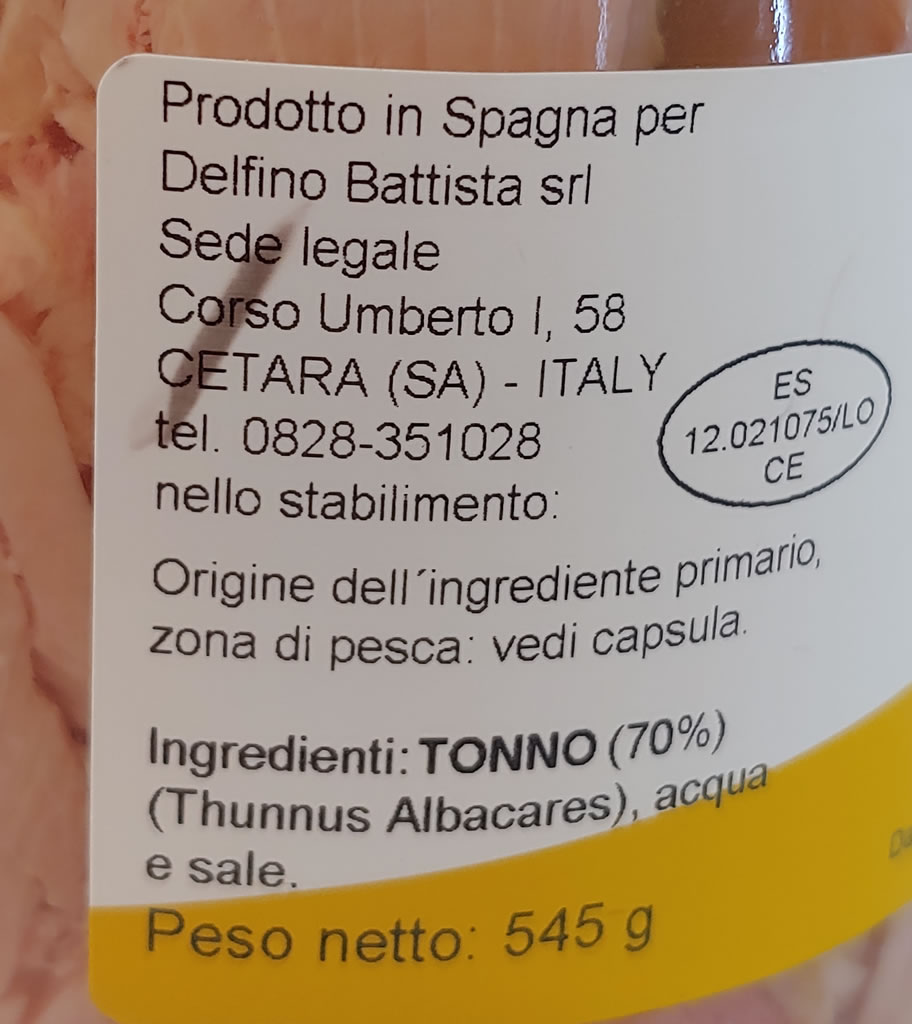 Prodotto in Spagna per
Delfino Battista srl
Sede legale
Corso Umberto I, 58
CETARA (SA) - ITALY
tel. 0828-351028
nello stabilimento:
ES
12.021075/LO
CE
Origine dell´ingrediente primario,
zona di pesca: vedi capsula.
Ingredienti: TONNO (70%)
(Thunnus Albacares), acqua
e sale.
Peso netto: 545 g